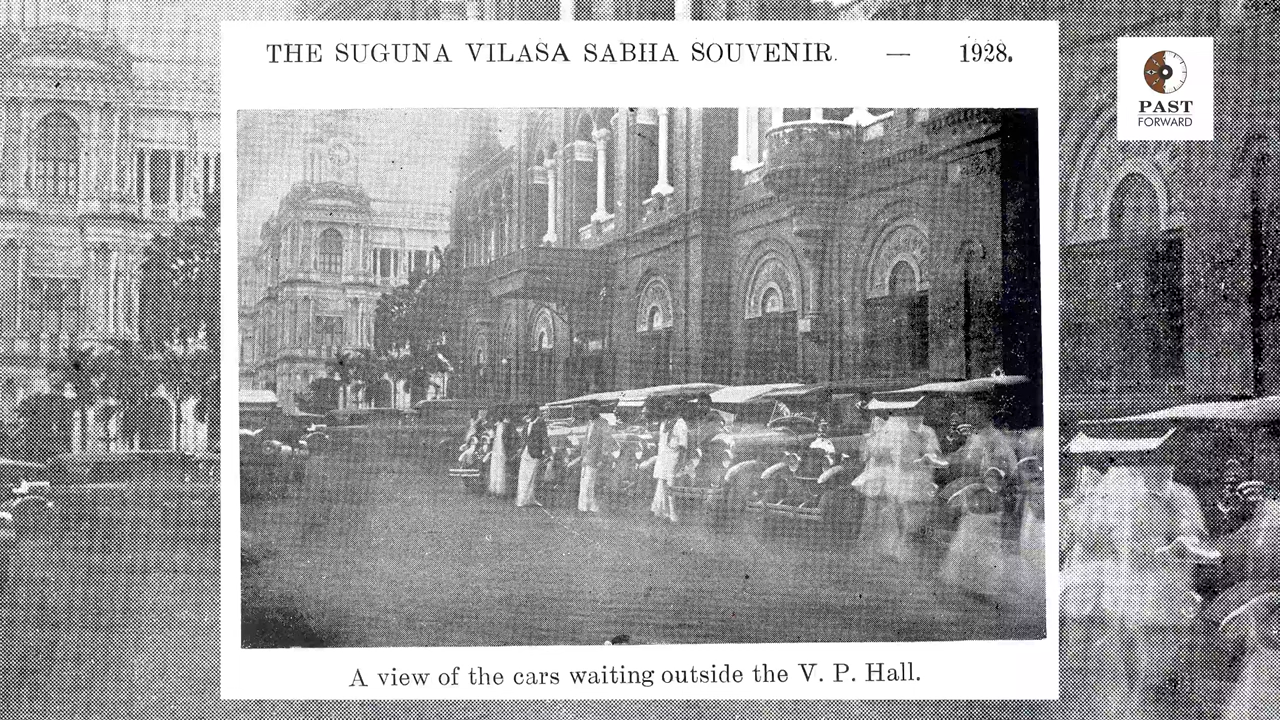 THE SUGUNA VILASA SABHA SOUVENIR. — 1928.
PAST
FORWARD
A view of the cars waiting outside the V. P. Hall.